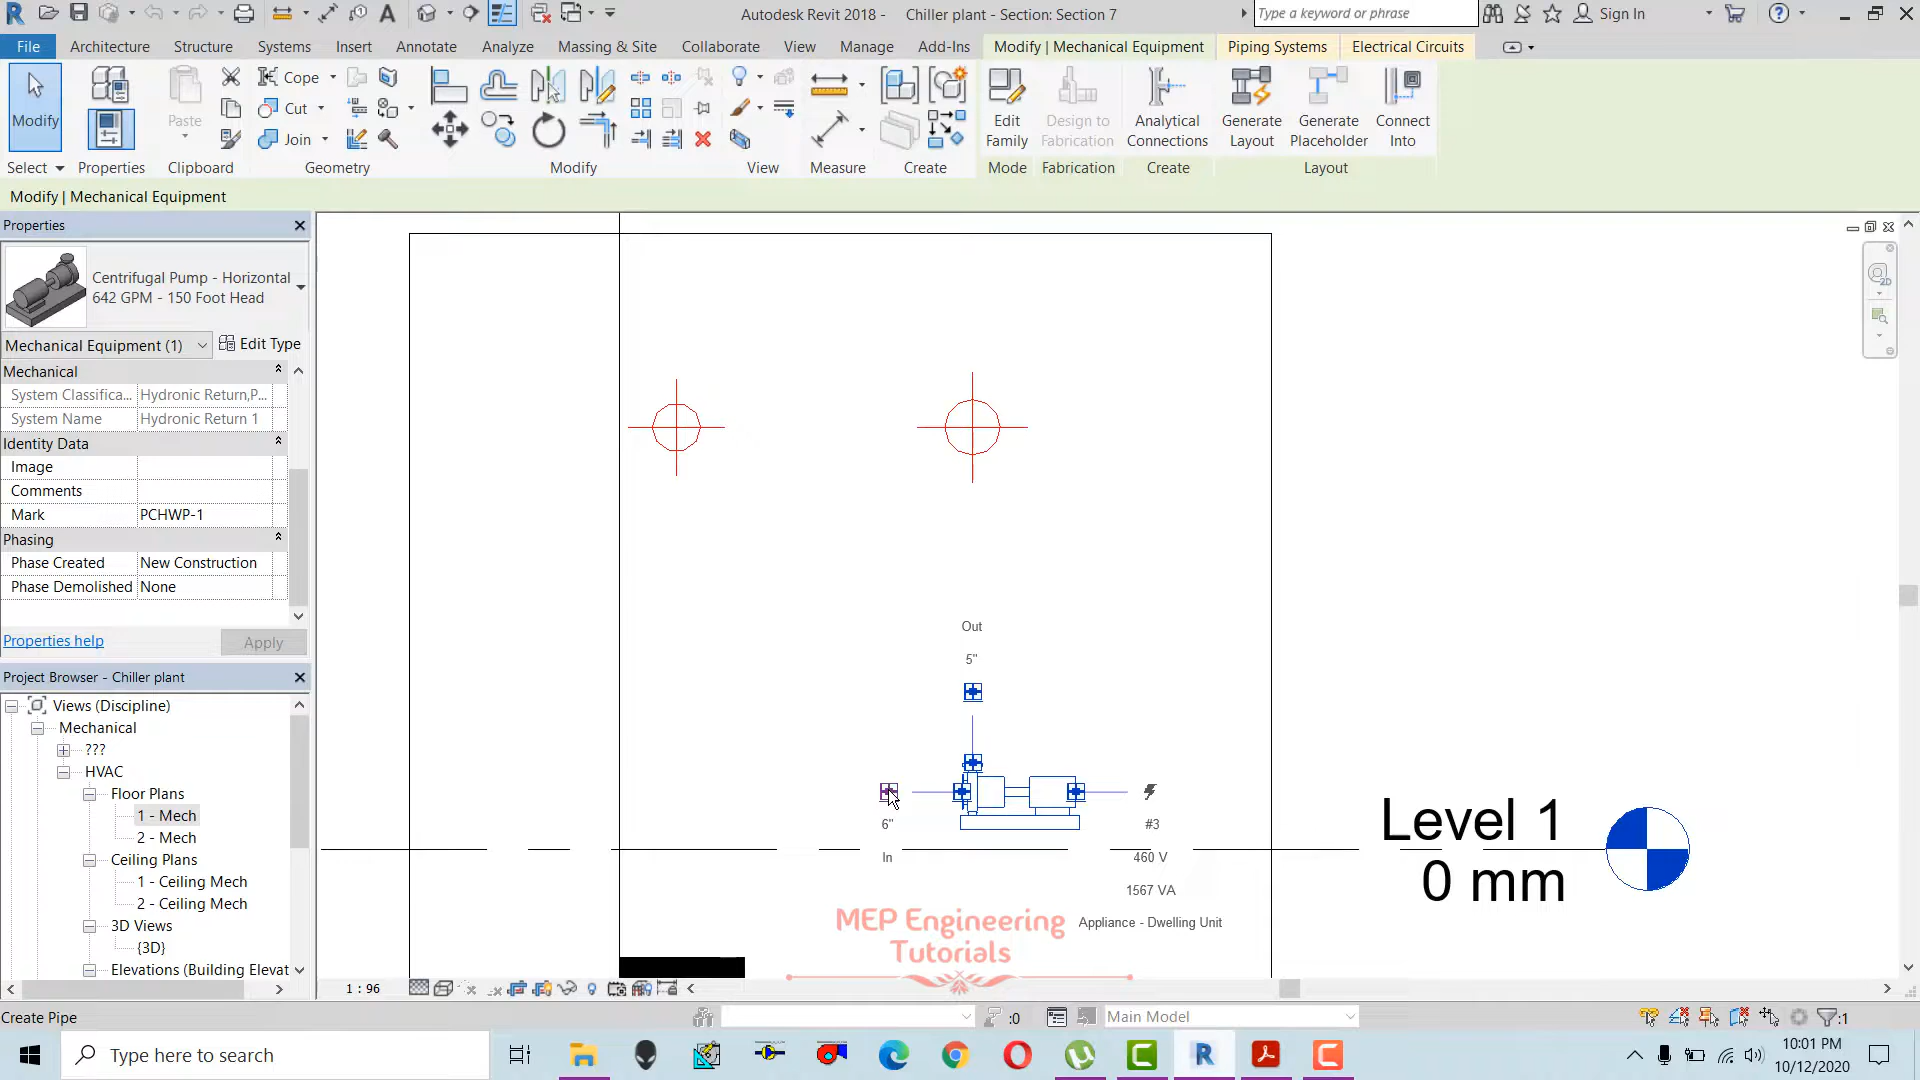 Autodesk Revit 2018 - Chiller plant - Section: Section 7
Type a keyword or phrase
Sign In
File
Architecture
Structure
Systems
Insert
Annotate
Analyze
Massing & Site
Collaborate
View
Manage
Add-Ins
Modify | Mechanical Equipment
Piping Systems
Electrical Circuits
Modify
Paste
Cope
Cut
Join
Edit Family
Design to Fabrication
Analytical Connections
Generate Layout
Generate Placeholder
Connect Into
Select
Properties
Clipboard
Geometry
Modify
View
Measure
Create
Mode
Fabrication
Create
Layout
Modify | Mechanical Equipment
Properties
Centrifugal Pump - Horizontal
642 GPM - 150 Foot Head
Mechanical Equipment (1)
Edit Type
Mechanical
System Classifica... Hydronic Return,P...
System Name Hydronic Return 1
Identity Data
Image
Comments
Mark PCHWP-1
Phasing
Phase Created New Construction
Phase Demolished None
Properties help
Apply
Project Browser - Chiller plant
Views (Discipline)
Mechanical
???
HVAC
Floor Plans
1 - Mech
2 - Mech
Ceiling Plans
1 - Ceiling Mech
2 - Ceiling Mech
3D Views
{3D}
Elevations (Building Elevat
Out
5"
6"
In
#3
460 V
1567 VA
Appliance - Dwelling Unit
Level 1
0 mm
MEP Engineering
Tutorials
2D
1 : 96
Create Pipe
:0
Main Model
:1
Type here to search
10:01 PM
10/12/2020